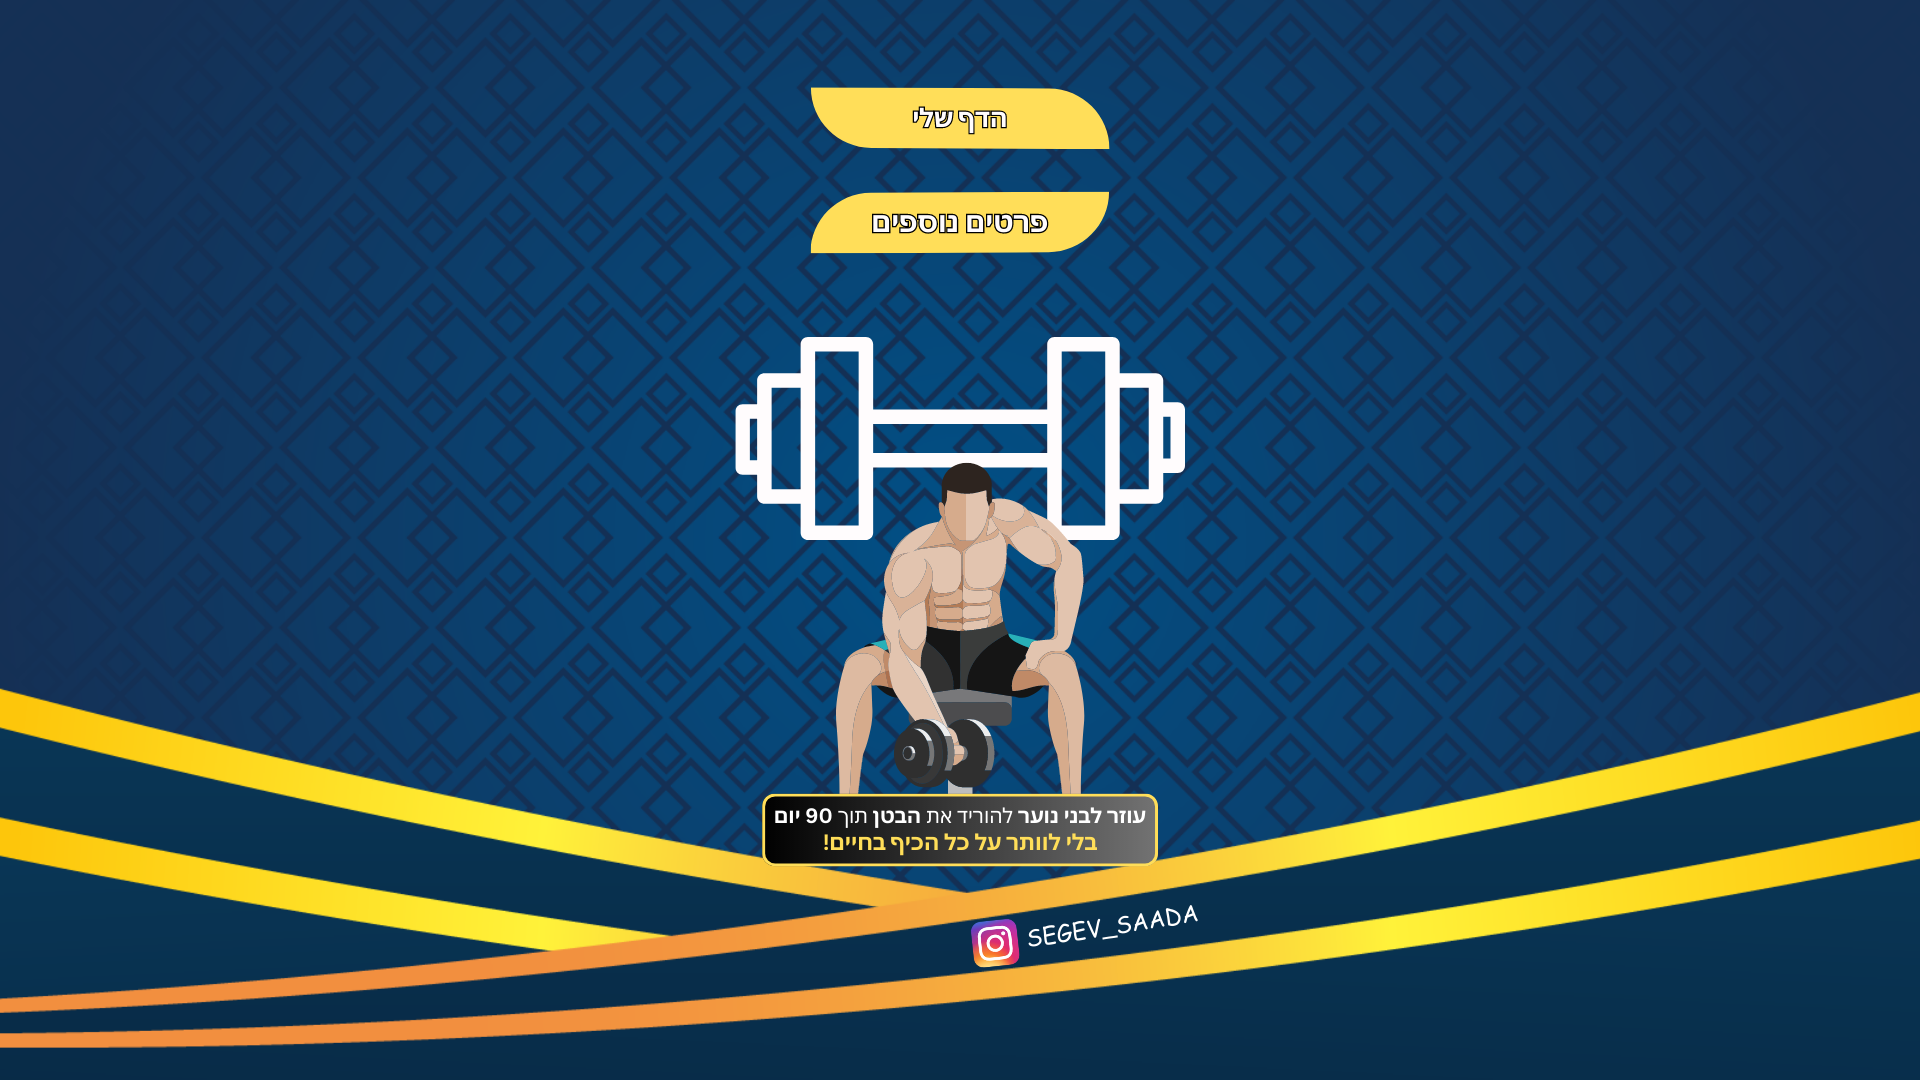 הדף שלי
פרטים נוספים
עוזר לבני נוער להוריד את הבטן תוך 90 יום
בלי לוותר על כל הכיף בחיים!
SEGEV_SAADA